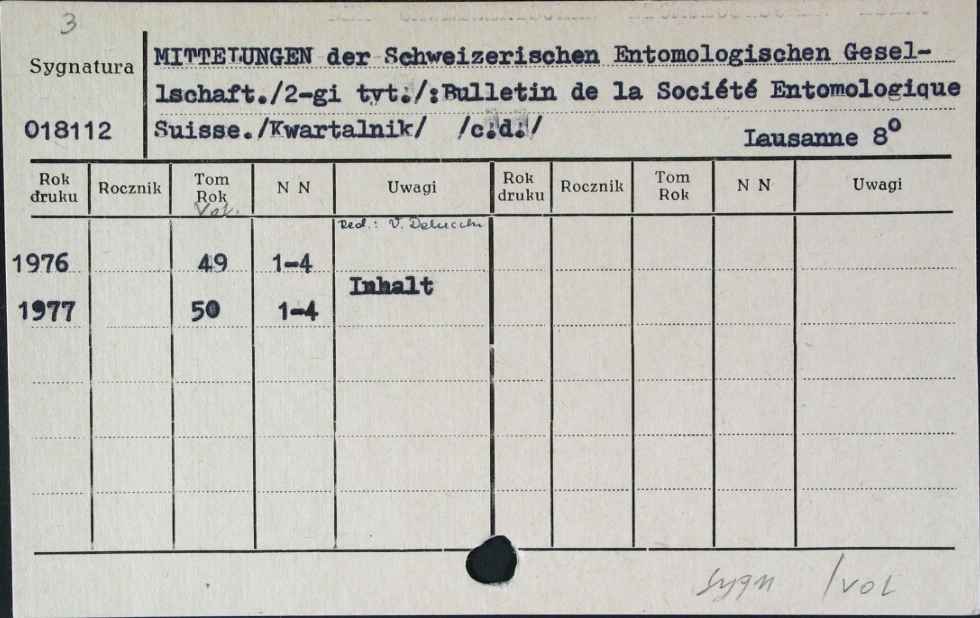 3
Sygnatura
MITTETUNGEN der Schweizerischen Entomologischen Gesel-
lschaft./2-gi tyt./:Bulletin de la Société Entomologique
018112
Suisse./Kwartalnik/ /c.d./
Lausanne 8⁰
Rok druku Rocznik Tom Rok N N Uwagi Rok druku Rocznik Tom Rok N N Uwagi
Vol.
Red.: V. Delucchi
1976 49 1-4
Inhalt
1977 50 1-4
sygn /vol